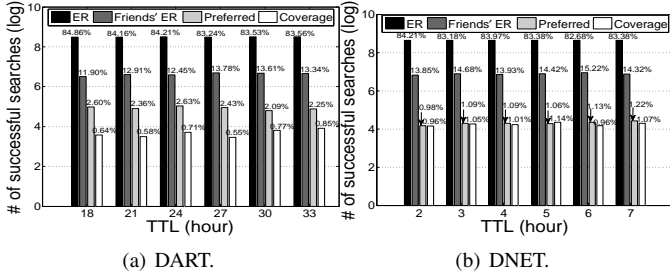 ER Friends' ER Preferred Coverage
# of successful searches (log)
10
8
6
4
2
0
84.86% 84.16% 84.21% 83.24% 83.53% 83.56%
11.90% 12.91% 12.45% 13.78% 13.61% 13.34%
2.60% 2.36% 2.63% 2.43% 2.09% 2.25%
0.64% 0.58% 0.71% 0.55% 0.77% 0.85%
18 21 24 27 30 33
TTL (hour)
(a) DART.
ER Friends' ER Preferred Coverage
# of successful searches (log)
10
8
6
4
2
0
84.21% 83.18% 83.97% 83.38% 82.68% 83.38%
13.85% 14.68% 13.93% 14.42% 15.22% 14.32%
0.98% 1.09% 1.09% 1.06% 1.13% 1.22%
0.96% 1.05% 1.01% 1.14% 0.96% 1.07%
2 3 4 5 6 7
TTL (hour)
(b) DNET.